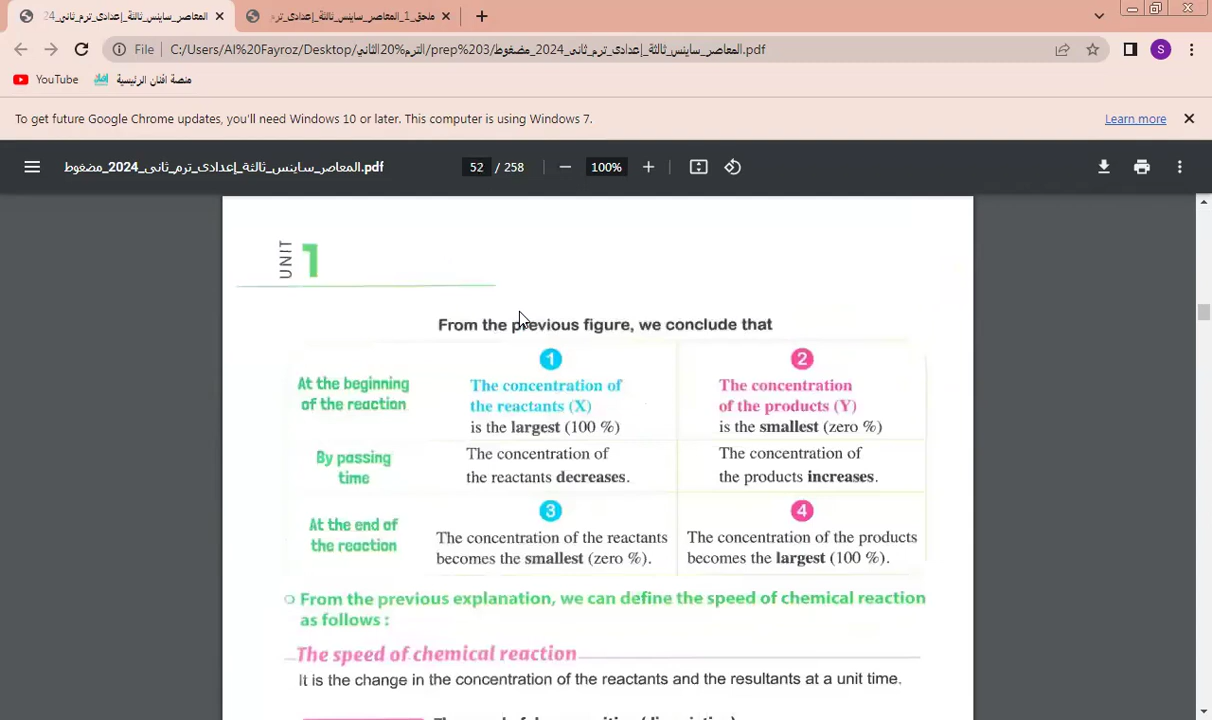 المعاصر_ساينس_ثالثة_إعدادى_ترم_ثانى_24
ملحق_1_المعاصر_ساينس_ثالثة_إعدادى_ترم
File
C:/Users/Al%20Fayroz/Desktop/الترم%20الثاني/prep%203/المعاصر_ساينس_ثالثة_إعدادى_ترم_ثانى_2024_مضغوط.pdf
S
YouTube
منصة افنان الرئيسية
To get future Google Chrome updates, you'll need Windows 10 or later. This computer is using Windows 7.
Learn more
المعاصر_ساينس_ثالثة_إعدادى_ترم_ثانى_2024_مضغوط.pdf
52 / 258
100%
UNIT 1
From the previous figure, we conclude that
1
2
At the beginning
of the reaction
The concentration of
the reactants (X)
is the largest (100 %)
The concentration
of the products (Y)
is the smallest (zero %)
By passing
time
The concentration of
the reactants decreases.
The concentration of
the products increases.
3
4
At the end of
the reaction
The concentration of the reactants
becomes the smallest (zero %).
The concentration of the products
becomes the largest (100 %).
From the previous explanation, we can define the speed of chemical reaction
as follows :
The speed of chemical reaction
It is the change in the concentration of the reactants and the resultants at a unit time.